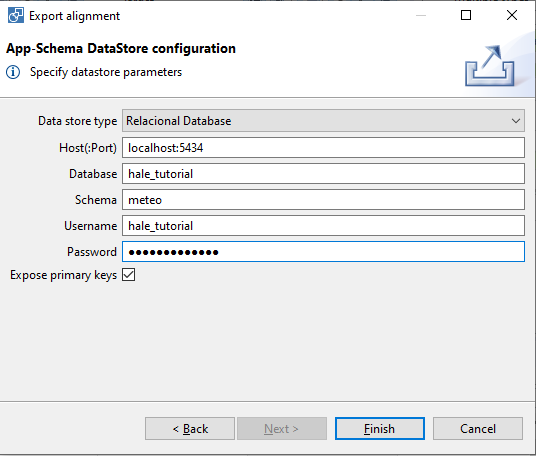 Export alignment
App-Schema DataStore configuration
Specify datastore parameters
Data store type Relacional Database
Host(:Port) localhost:5434
Database hale_tutorial
Schema meteo
Username hale_tutorial
Password ●●●●●●●●●●●●●
Expose primary keys
< Back Next > Finish Cancel